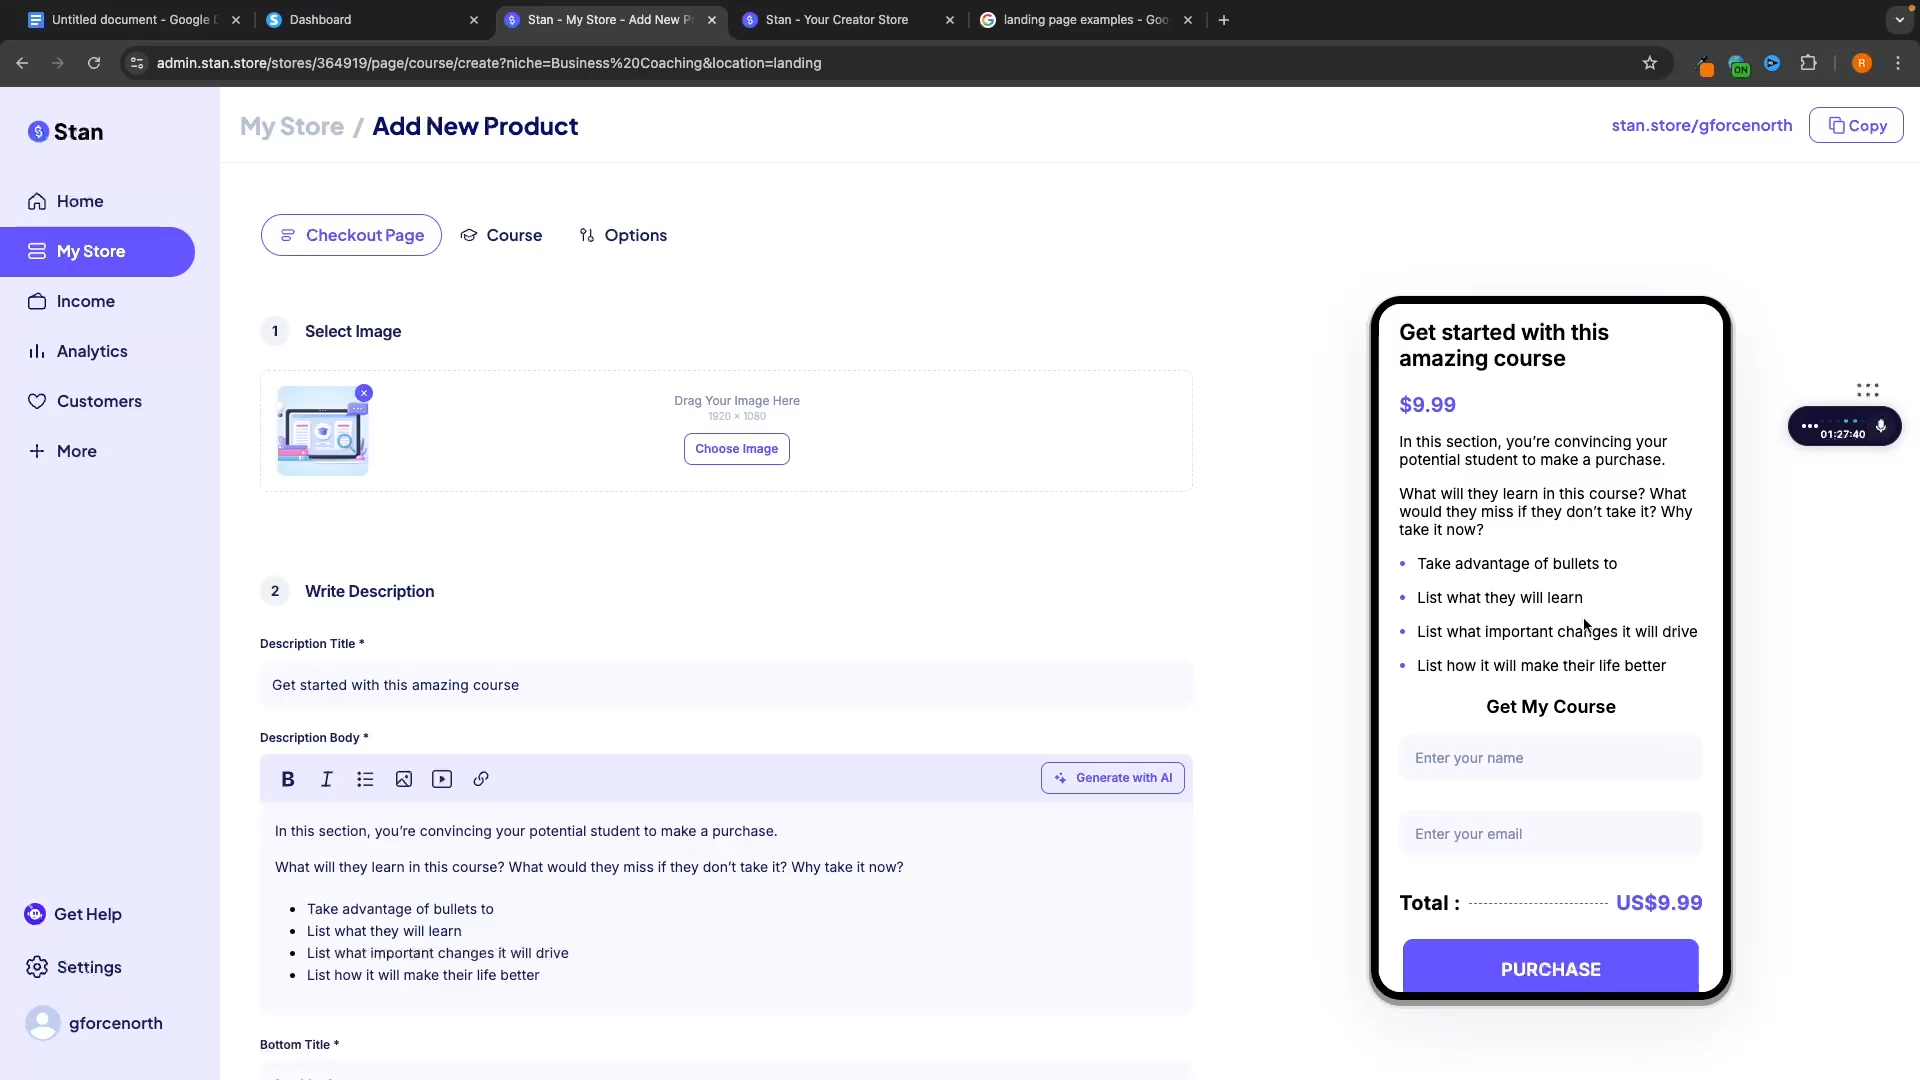 Untitled document - Google D
Dashboard
Stan - My Store - Add New Pr
Stan - Your Creator Store
landing page examples - Goo
admin.stan.store/stores/364919/page/course/create?niche=Business%20Coaching&location=landing
ON
R
Stan
Home
My Store
Income
Analytics
Customers
More
Get Help
Settings
gforcenorth
My Store / Add New Product
stan.store/gforcenorth
Copy
Checkout Page
Course
Options
1 Select Image
Drag Your Image Here
1920 × 1080
Choose Image
2 Write Description
Description Title *
Get started with this amazing course
Description Body *
B I
Generate with AI
In this section, you’re convincing your potential student to make a purchase.
What will they learn in this course? What would they miss if they don’t take it? Why take it now?
• Take advantage of bullets to
• List what they will learn
• List what important changes it will drive
• List how it will make their life better
Bottom Title *
Get started with this
amazing course
$9.99
In this section, you’re convincing your
potential student to make a purchase.
What will they learn in this course? What
would they miss if they don’t take it? Why
take it now?
• Take advantage of bullets to
• List what they will learn
• List what important changes it will drive
• List how it will make their life better
Get My Course
Enter your name
Enter your email
Total : US$9.99
PURCHASE
01:27:40